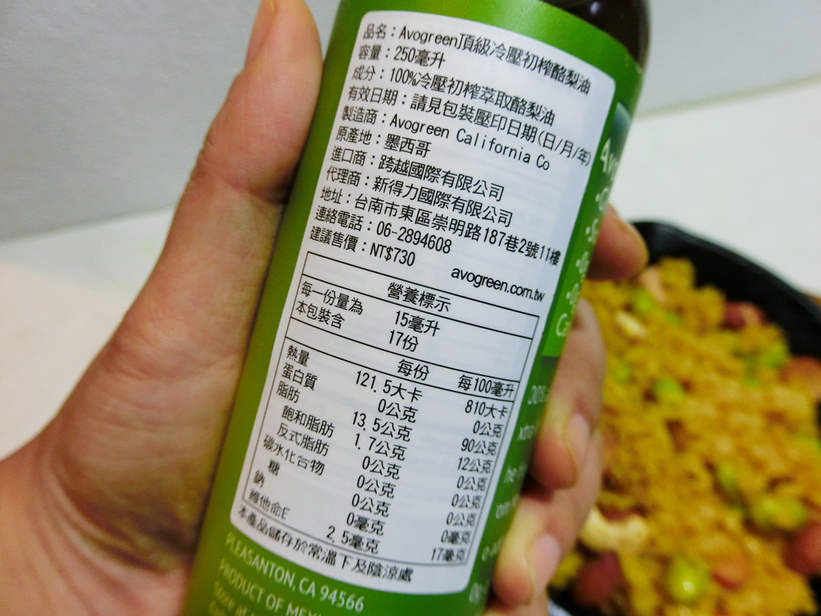 品名：Avogreen頂級冷壓初榨酪梨油
容量：250毫升
成分：100%冷壓初榨萃取酪梨油
有效日期：請見包裝壓印日期(日/月/年)
製造商：Avogreen California Co
原產地：墨西哥
進口商：跨越國際有限公司
代理商：新得力國際有限公司
地址：台南市東區崇明路187巷2號11樓
連絡電話：06-2894608
建議售價：NT$730
avogreen.com.tw
營養標示
每一份量為 15毫升
本包裝含 17份
每份 每100毫升
熱量 121.5大卡 810大卡
蛋白質 0公克 0公克
脂肪 13.5公克 90公克
飽和脂肪 1.7公克 12公克
反式脂肪 0公克 0公克
碳水化合物 0公克 0公克
糖 0公克 0公克
鈉 0毫克 0毫克
維他命E 2.5毫克 17毫克
本產品儲存於常溫下及陰涼處
PLEASANTON, CA 94566
PRODUCT OF MEX
Store at